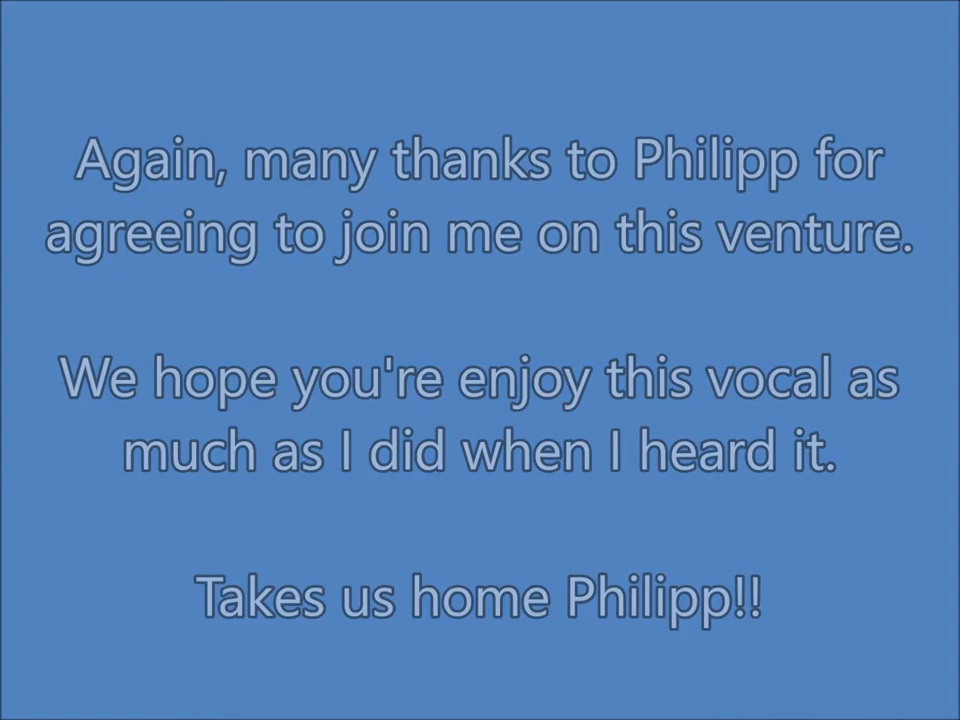 Again, many thanks to Philipp for
agreeing to join me on this venture.
We hope you're enjoy this vocal as
much as I did when I heard it.
Takes us home Philipp!!